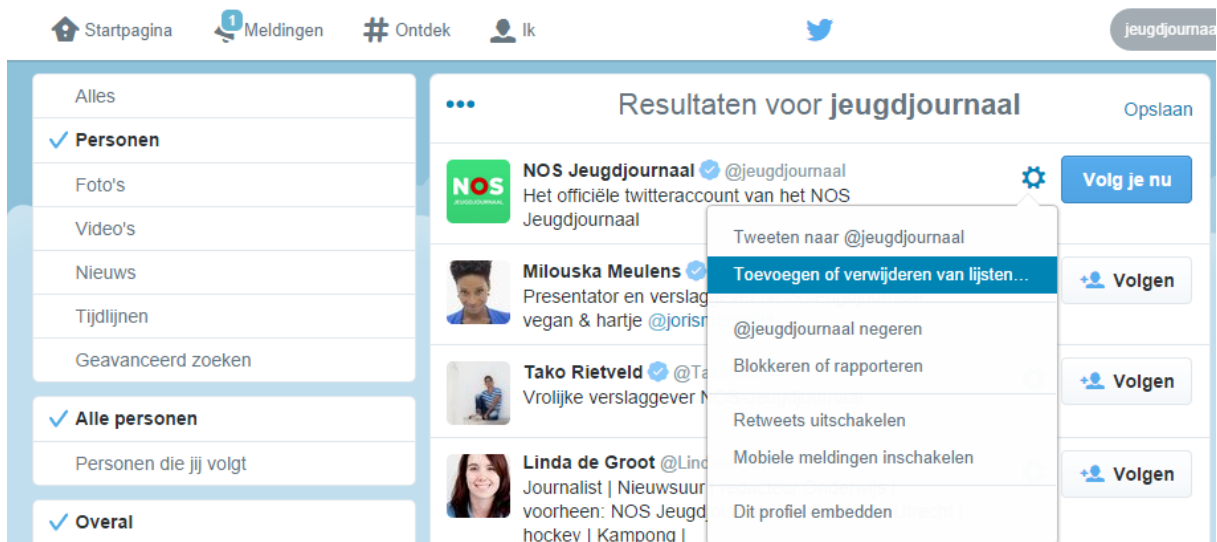 Startpagina
1
Meldingen
Ontdek
Ik
jeugdjournaa
Alles
Personen
Foto's
Video's
Nieuws
Tijdlijnen
Geavanceerd zoeken
Alle personen
Personen die jij volgt
Overal
Resultaten voor jeugdjournaal
Opslaan
NOS
JEUGDJOURNAAL
NOS Jeugdjournaal @jeugdjournaal
Het officiële twitteraccount van het NOS
Jeugdjournaal
Volg je nu
Tweeten naar @jeugdjournaal
Toevoegen of verwijderen van lijsten...
@jeugdjournaal negeren
Blokkeren of rapporteren
Retweets uitschakelen
Mobiele meldingen inschakelen
Dit profiel embedden
Milouska Meulens
Presentator en verslag
vegan & hartje @jorisr
Volgen
Tako Rietveld @Ta
Vrolijke verslaggever N
Volgen
Linda de Groot @Lind
Journalist | Nieuwsuur
voorheen: NOS Jeugdj
hockey | Kampong |
Volgen